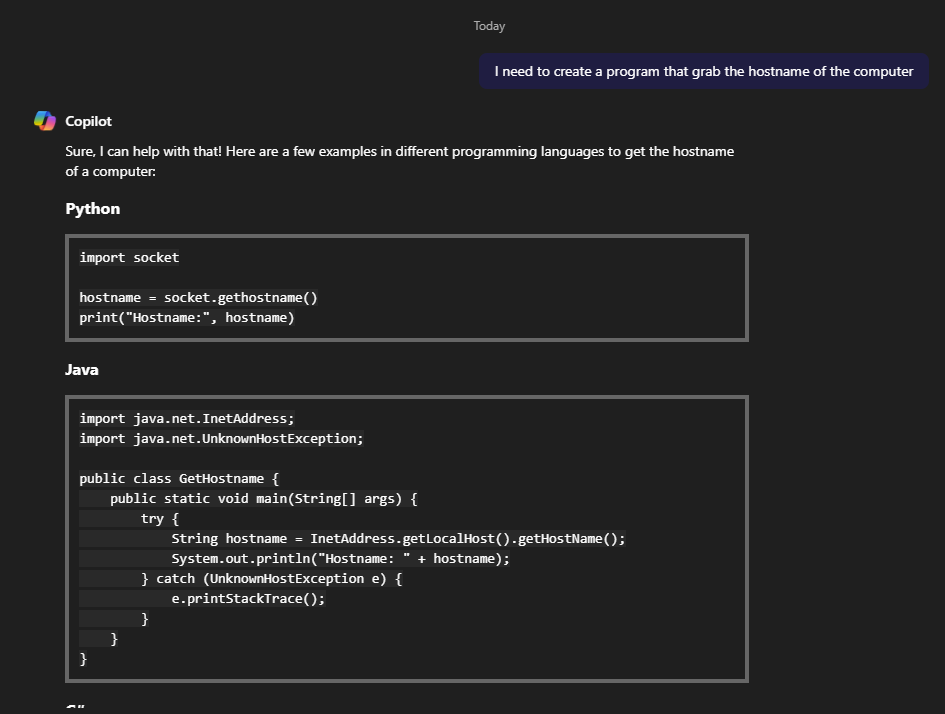 Today
I need to create a program that grab the hostname of the computer
Copilot
Sure, I can help with that! Here are a few examples in different programming languages to get the hostname
of a computer:
Python
import socket
hostname = socket.gethostname()
print("Hostname:", hostname)
Java
import java.net.InetAddress;
import java.net.UnknownHostException;
public class GetHostname {
    public static void main(String[] args) {
        try {
            String hostname = InetAddress.getLocalHost().getHostName();
            System.out.println("Hostname: " + hostname);
        } catch (UnknownHostException e) {
            e.printStackTrace();
        }
    }
}